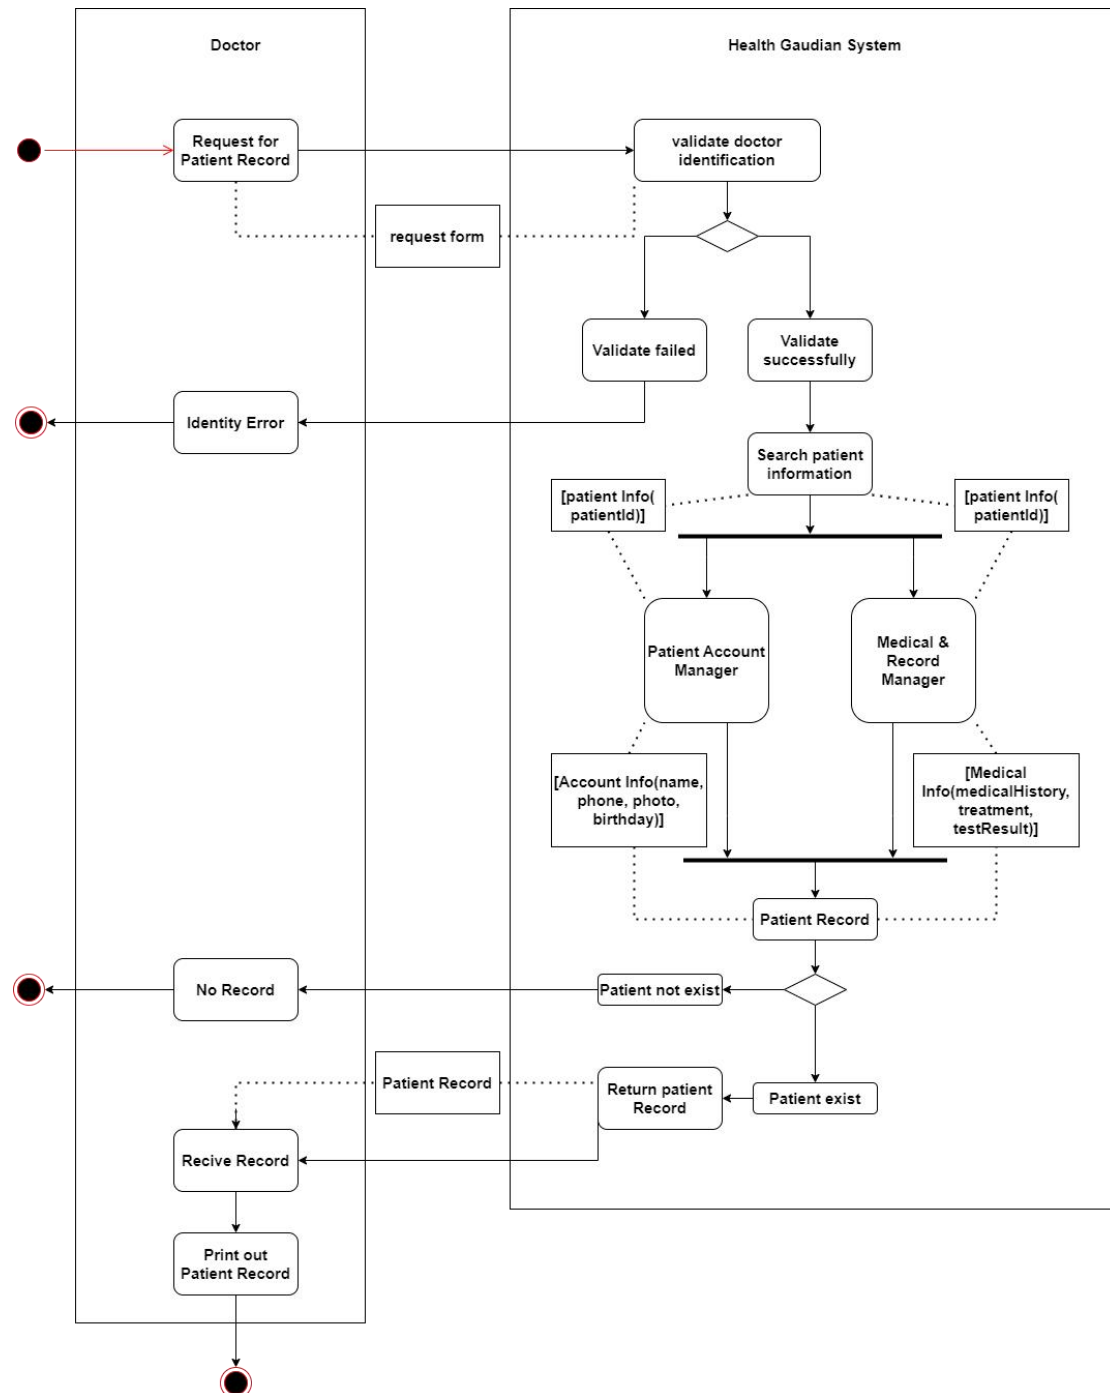 Doctor
Health Gaudian System
Request for
Patient Record
validate doctor
identification
request form
Validate failed
Validate
successfully
Identity Error
Search patient
information
[patient Info(
patientId)]
[patient Info(
patientId)]
Patient Account
Manager
Medical &
Record
Manager
[Account Info(name,
phone, photo,
birthday)]
[Medical
Info(medicalHistory,
treatment,
testResult)]
Patient Record
No Record
Patient not exist
Patient Record
Return patient
Record
Patient exist
Recive Record
Print out
Patient Record